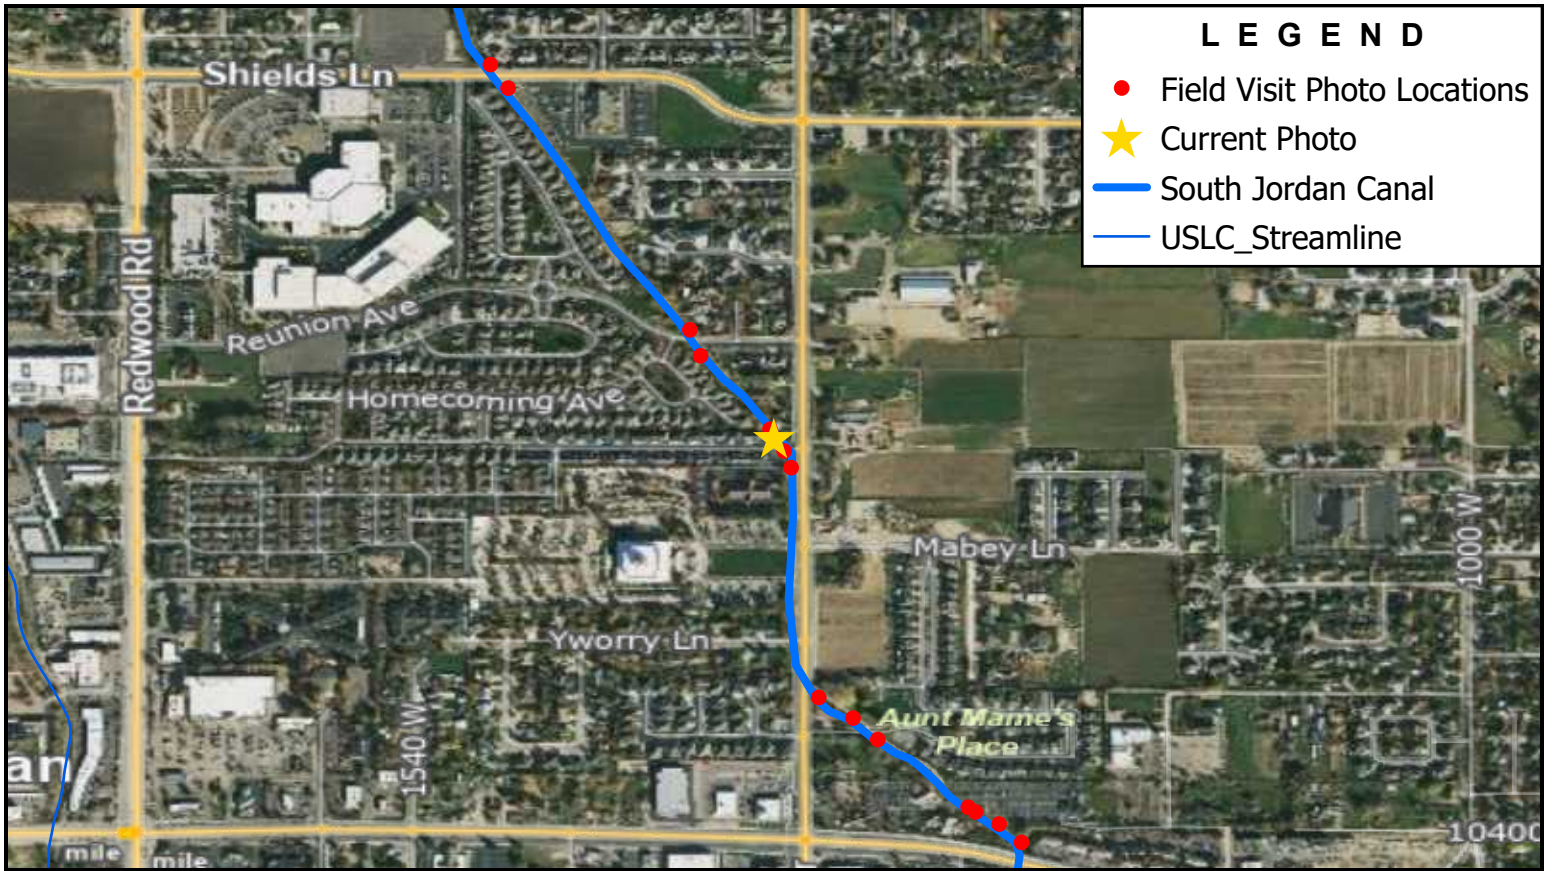 L E G E N D
Field Visit Photo Locations
Current Photo
South Jordan Canal
USLC_Streamline
Shields Ln
Redwood Rd
Reunion Ave
Homecoming Ave
Mabey Ln
1000 W
Yworry Ln
Aunt Mame's
Place
1540 W
an
10400
mile
mile